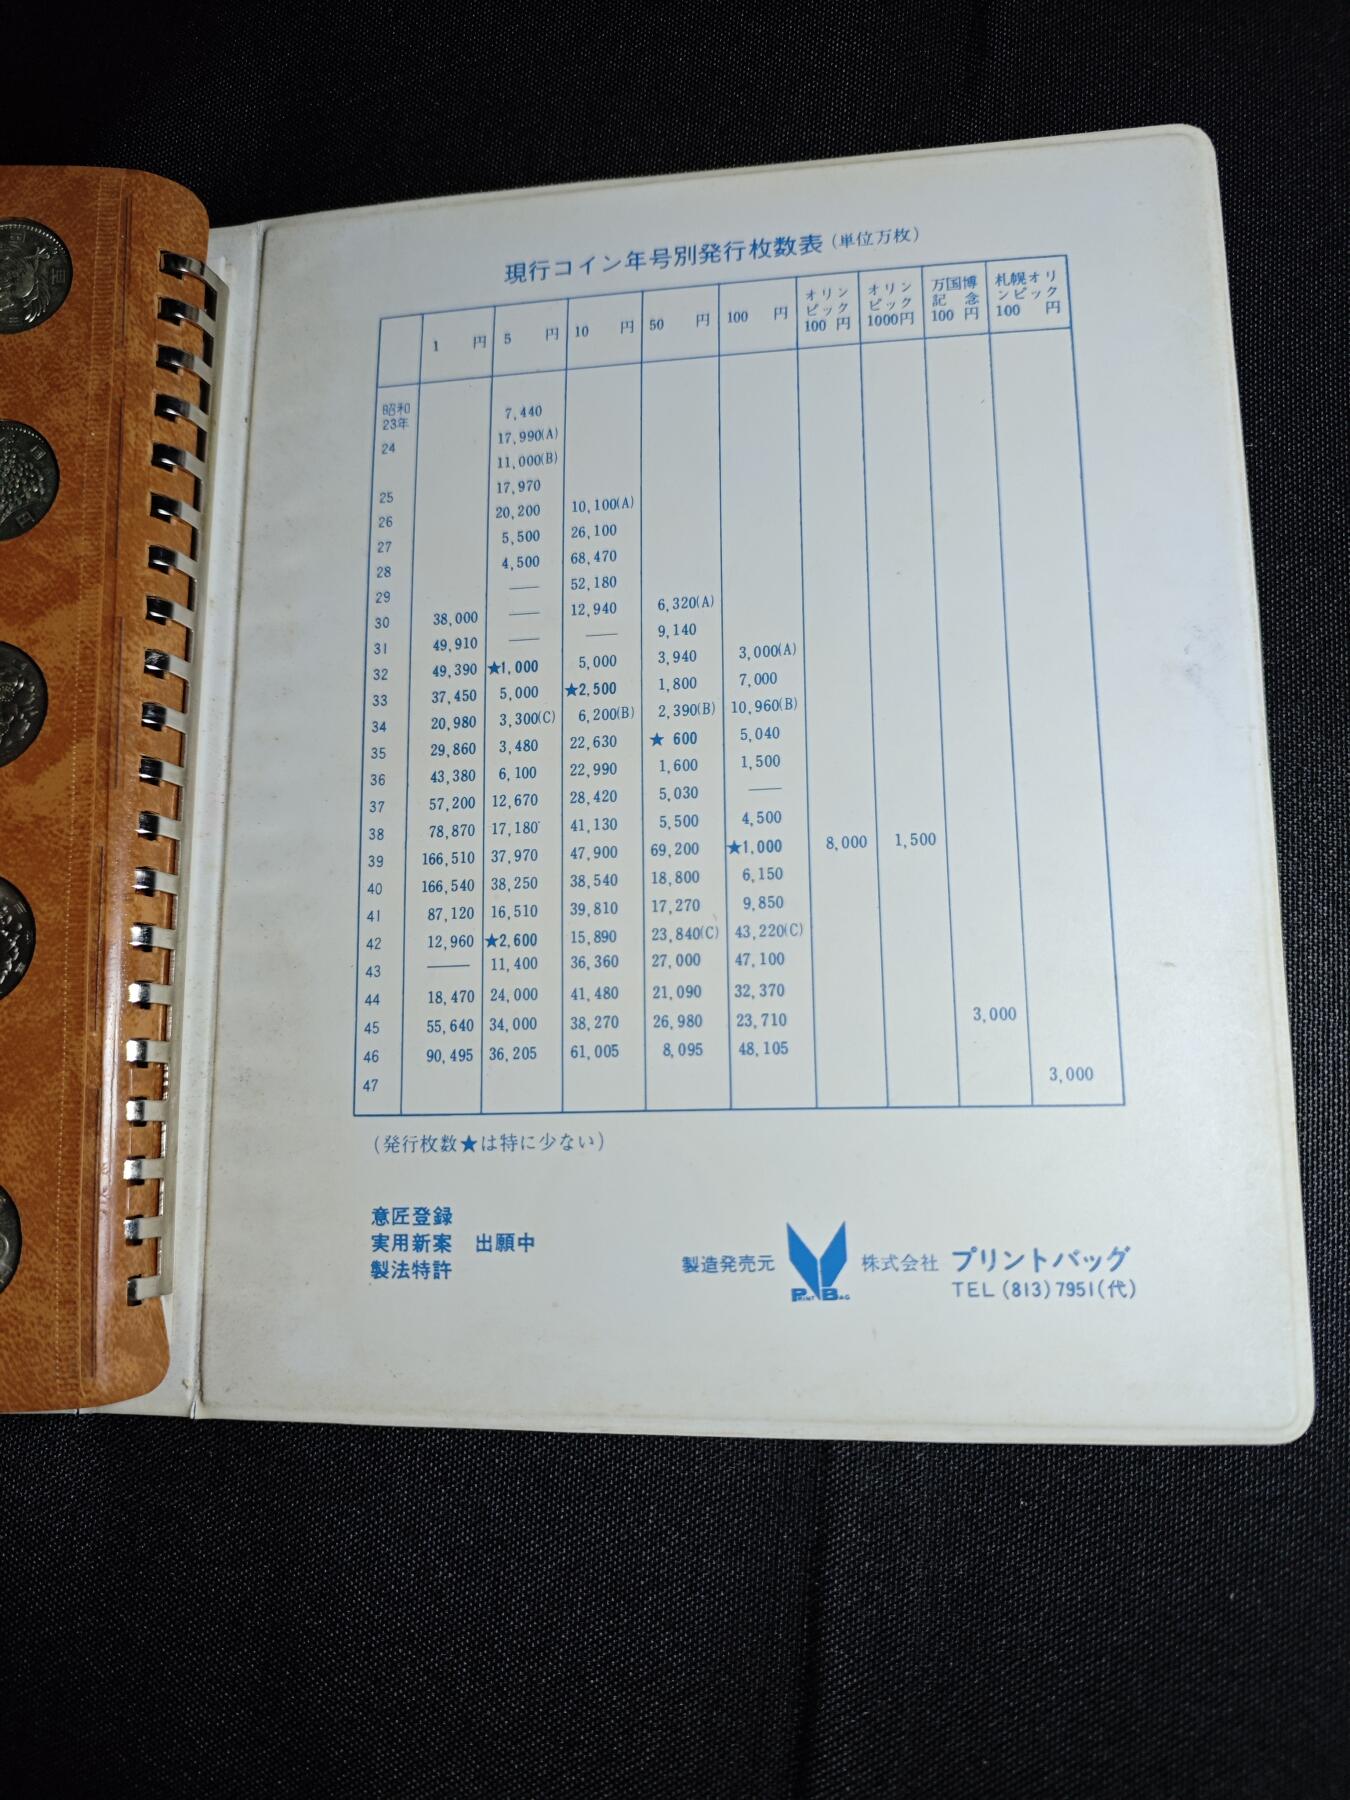 現行コイン年号別発行枚数表(単位万枚)
1 円 5 円 10 円 50 円 100 円 オリンピック100円 オリンピック1000円 万国博記念100円 札幌オリンピック100円
昭和23年 7,440
24 17,990(A)
11,000(B)
25 17,970
26 20,200 10,100(A)
27 5,500 26,100
28 4,500 68,470
29 — 52,180
30 38,000 — 12,940 6,320(A)
31 49,910 — — 9,140
32 49,390 ★1,000 5,000 3,940 3,000(A)
33 37,450 5,000 ★2,500 1,800 7,000
34 20,980 3,300(C) 6,200(B) 2,390(B) 10,960(B)
35 29,860 3,480 22,630 ★ 600 5,040
36 43,380 6,100 22,990 1,600 1,500
37 57,200 12,670 28,420 5,030 —
38 78,870 17,180 41,130 5,500 4,500
39 166,510 37,970 47,900 69,200 ★1,000 8,000 1,500
40 166,540 38,250 38,540 18,800 6,150
41 87,120 16,510 39,810 17,270 9,850
42 12,960 ★2,600 15,890 23,840(C) 43,220(C)
43 — 11,400 36,360 27,000 47,100
44 18,470 24,000 41,480 21,090 32,370
45 55,640 34,000 38,270 26,980 23,710 3,000
46 90,495 36,205 61,005 8,095 48,105
47 3,000
(発行枚数★は特に少ない)
意匠登録
実用新案 出願中
製法特許
製造発売元 PRINT BAG 株式会社 プリントバッグ
TEL (813)7951(代)